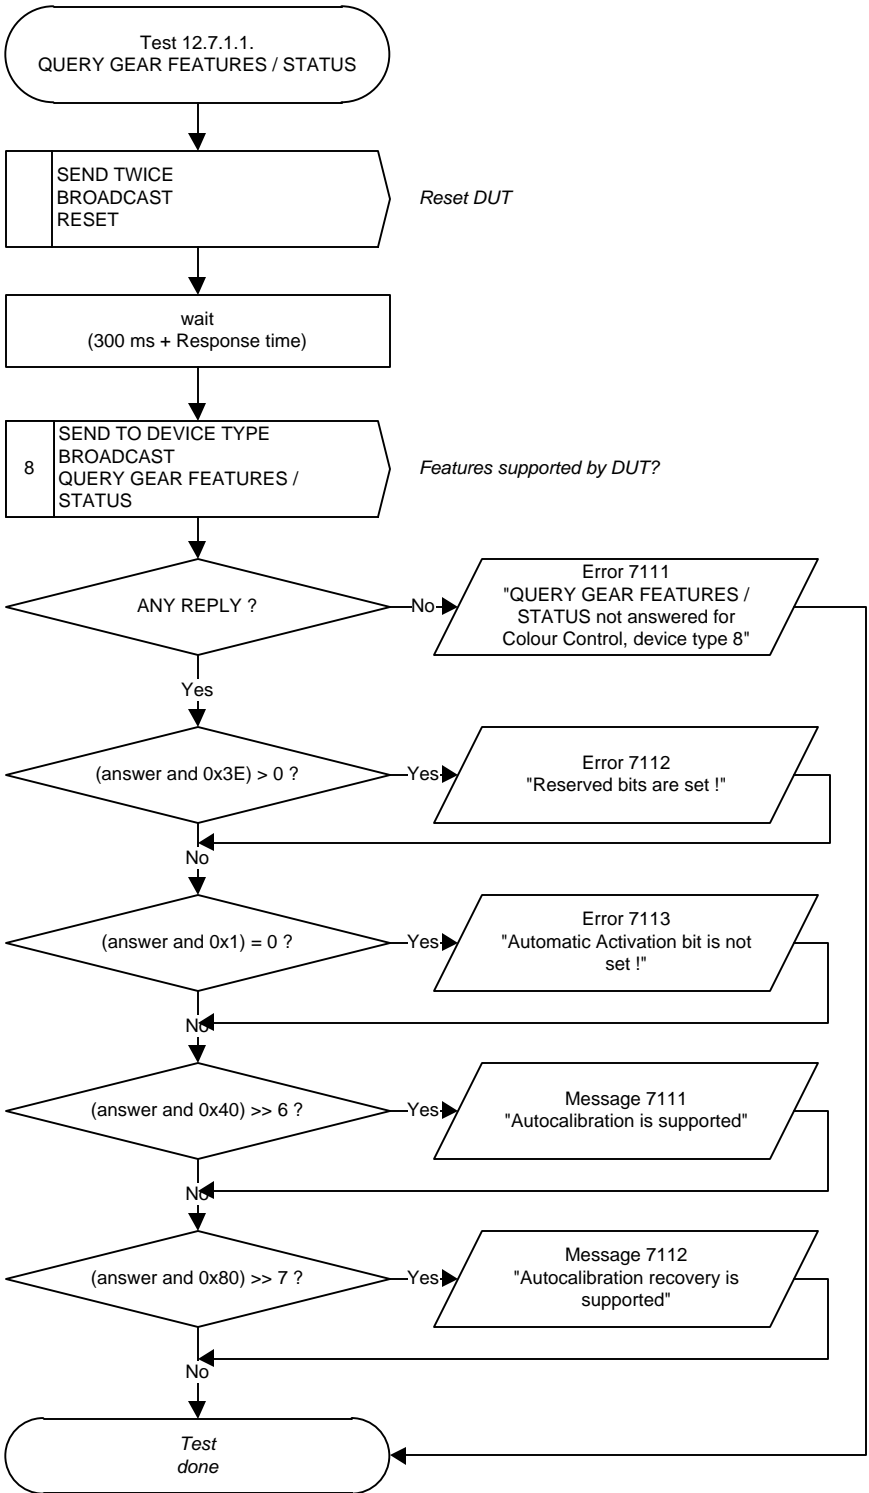 Test 12.7.1.1.
QUERY GEAR FEATURES / STATUS
SEND TWICE
BROADCAST
RESET
Reset DUT
wait
(300 ms + Response time)
8
SEND TO DEVICE TYPE
BROADCAST
QUERY GEAR FEATURES /
STATUS
Features supported by DUT?
ANY REPLY ?
No
Error 7111
"QUERY GEAR FEATURES /
STATUS not answered for
Colour Control, device type 8"
Yes
(answer and 0x3E) > 0 ?
Yes
Error 7112
"Reserved bits are set !"
No
(answer and 0x1) = 0 ?
Yes
Error 7113
"Automatic Activation bit is not
set !"
No
(answer and 0x40) >> 6 ?
Yes
Message 7111
"Autocalibration is supported"
No
(answer and 0x80) >> 7 ?
Yes
Message 7112
"Autocalibration recovery is
supported"
No
Test
done